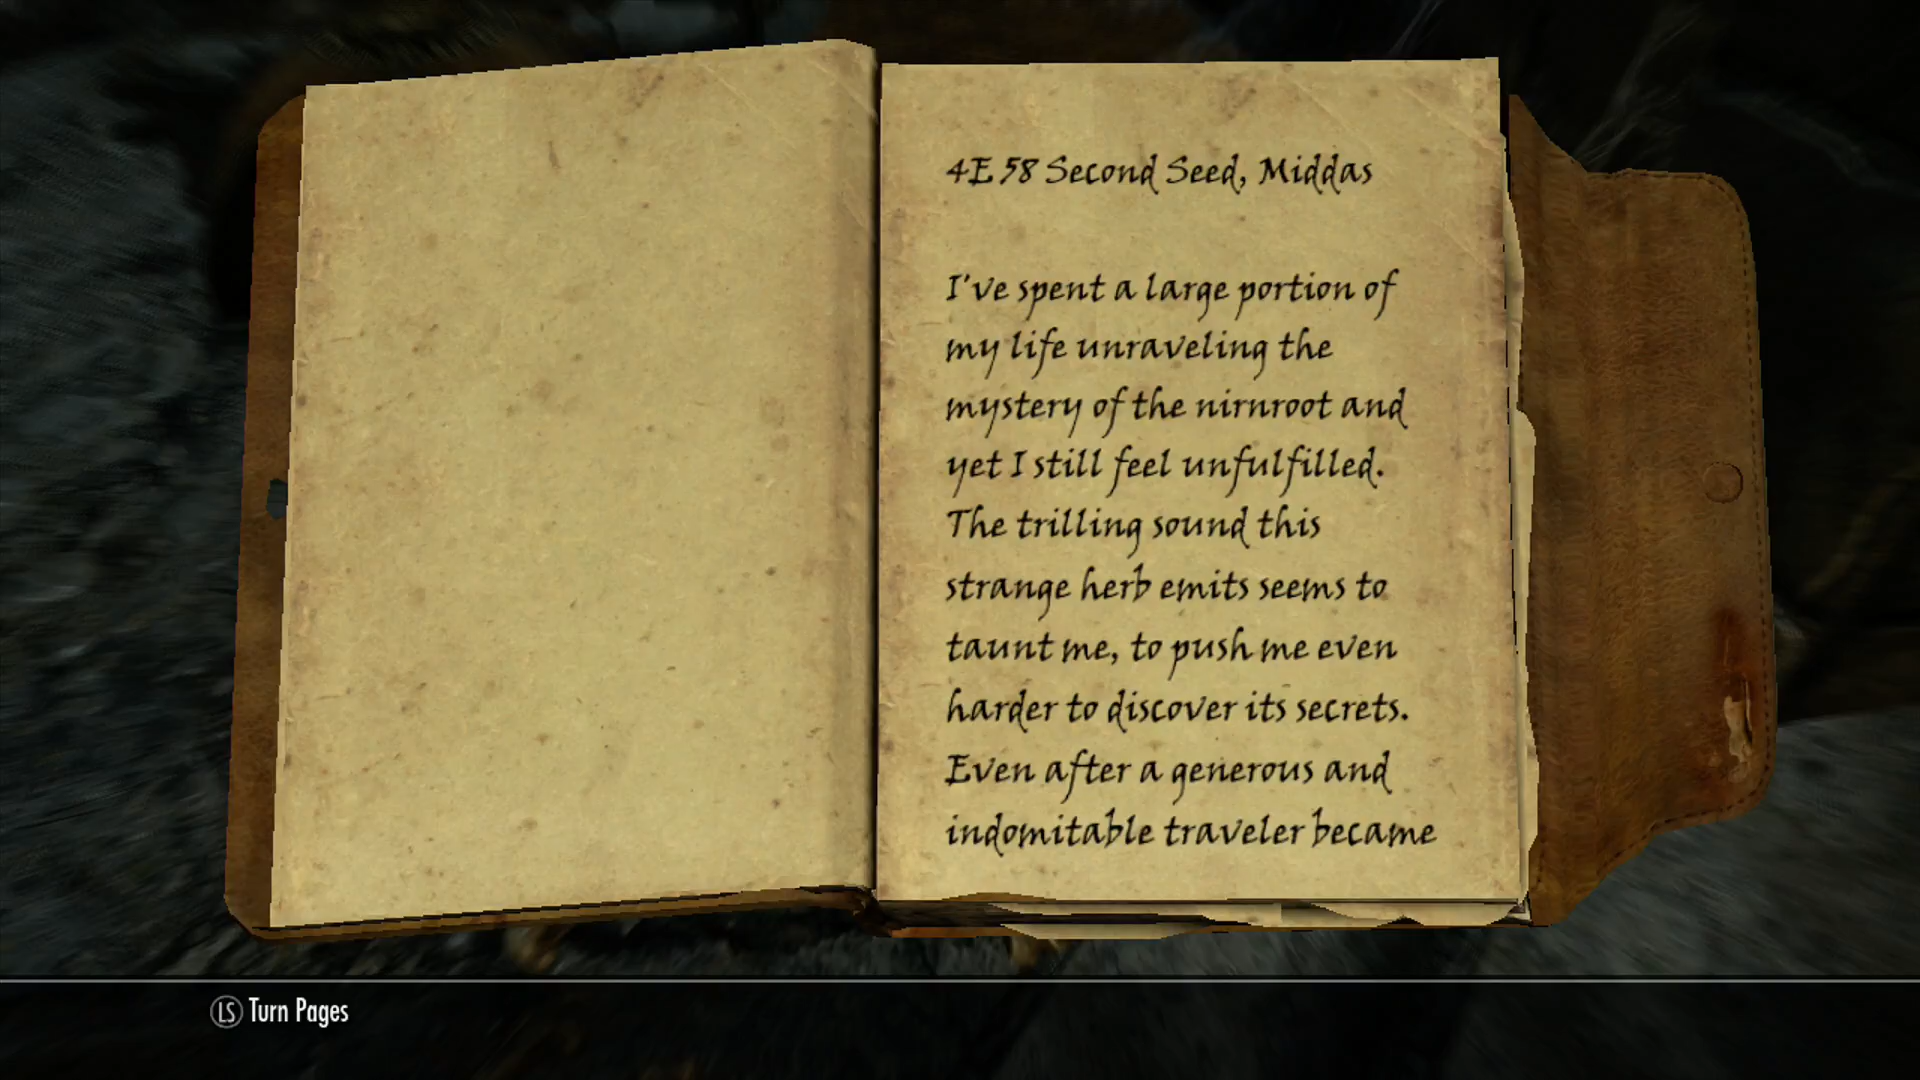 4E 58 Second Seed, Middas
I've spent a large portion of
my life unraveling the
mystery of the nirnroot and
yet I still feel unfulfilled.
The trilling sound this
strange herb emits seems to
taunt me, to push me even
harder to discover its secrets.
Even after a generous and
indomitable traveler became
LS Turn Pages